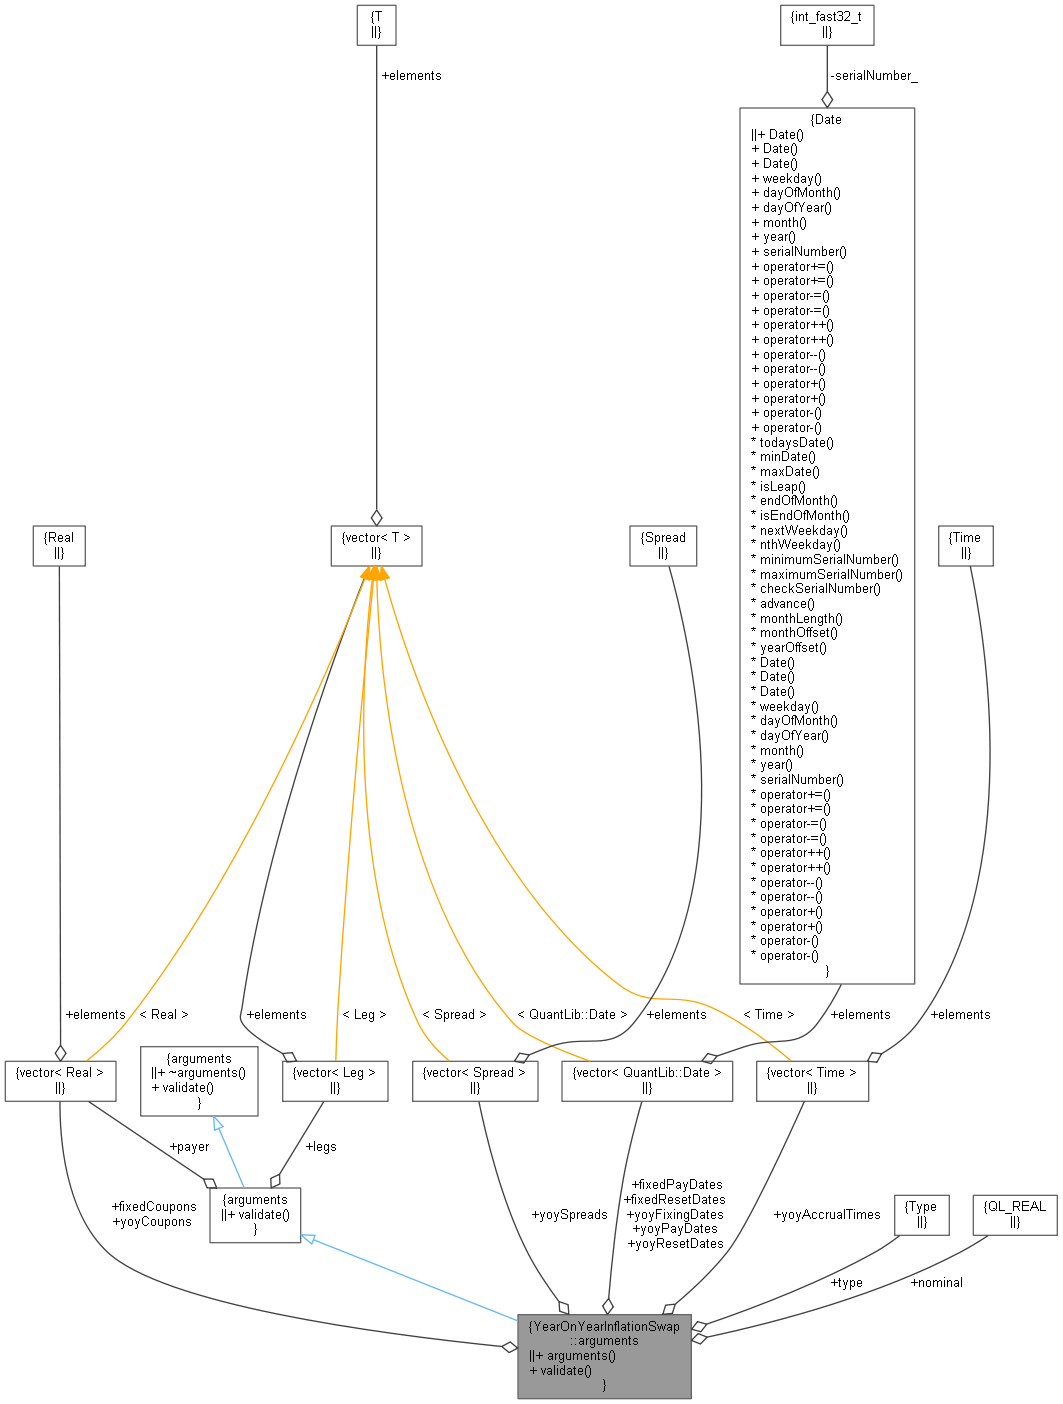 {T
||}
{int_fast32_t
||}
+elements
-serialNumber_
{Date
||+ Date()
+ Date()
+ Date()
+ weekday()
+ dayOfMonth()
+ dayOfYear()
+ month()
+ year()
+ serialNumber()
+ operator+=()
+ operator+=()
+ operator-=()
+ operator-=()
+ operator++()
+ operator++()
+ operator--()
+ operator--()
+ operator+()
+ operator+()
+ operator-()
+ operator-()
* todaysDate()
* minDate()
* maxDate()
* isLeap()
* endOfMonth()
* isEndOfMonth()
* nextWeekday()
* nthWeekday()
* minimumSerialNumber()
* maximumSerialNumber()
* checkSerialNumber()
* advance()
* monthLength()
* monthOffset()
* yearOffset()
* Date()
* Date()
* Date()
* weekday()
* dayOfMonth()
* dayOfYear()
* month()
* year()
* serialNumber()
* operator+=()
* operator+=()
* operator-=()
* operator-=()
* operator++()
* operator++()
* operator--()
* operator--()
* operator+()
* operator+()
* operator-()
* operator-()
}
{Real
||}
{vector< T >
||}
{Spread
||}
{Time
||}
+elements
< Real >
+elements
< Leg >
< Spread >
< QuantLib::Date >
+elements
< Time >
+elements
+elements
{vector< Real >
||}
{arguments
||+ ~arguments()
+ validate()
}
{vector< Leg >
||}
{vector< Spread >
||}
{vector< QuantLib::Date >
||}
{vector< Time >
||}
+payer
+legs
+fixedCoupons
+yoyCoupons
{arguments
||+ validate()
}
+yoySpreads
+fixedPayDates
+fixedResetDates
+yoyFixingDates
+yoyPayDates
+yoyResetDates
+yoyAccrualTimes
{Type
||}
{QL_REAL
||}
+type
+nominal
{YearOnYearInflationSwap
::arguments
||+ arguments()
+ validate()
}